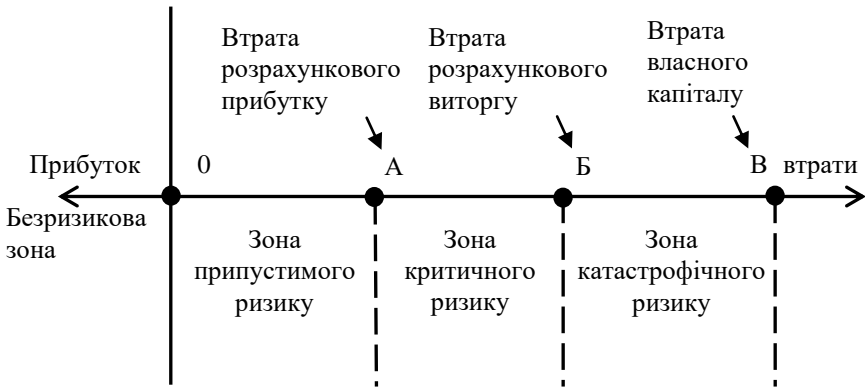 Втрата
розрахункового
прибутку
Втрата
розрахункового
виторгу
Втрата
власного
капіталу
Прибуток
0
А
Б
В
втрати
Безризикова
зона
Зона
припустимого
ризику
Зона
критичного
ризику
Зона
катастрофічного
ризику